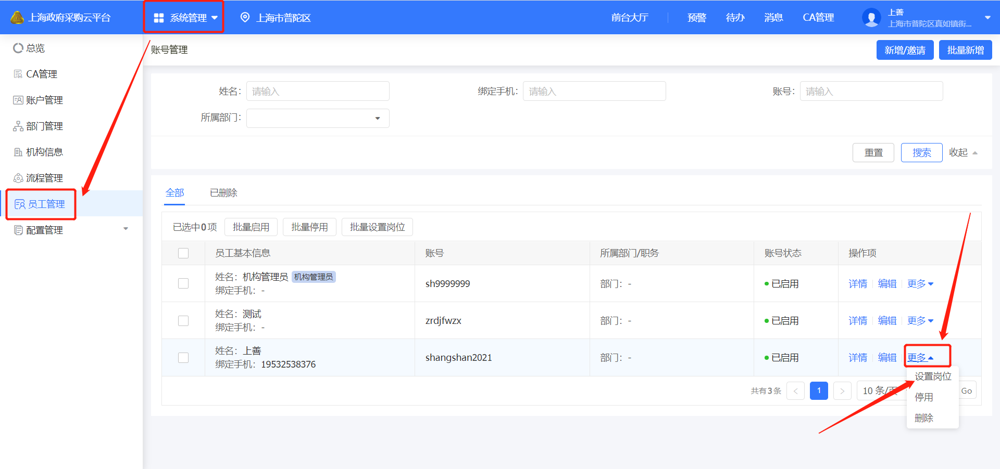 上海政府采购云平台 系统管理 上海市普陀区 前台大厅 预警 待办 消息 CA管理 上善
上海市普陀区真如镇街...
总览
CA管理
账户管理
部门管理
机构信息
流程管理
员工管理
配置管理
账号管理 新增/邀请 批量新增
姓名: 请输入 绑定手机: 请输入 账号: 请输入
所属部门:
重置 搜索 收起
全部 已删除
已选中0项 批量启用 批量停用 批量设置岗位
员工基本信息 账号 所属部门/职务 账号状态 操作项
姓名: 机构管理员 机构管理员
绑定手机: -
sh9999999 部门: - 已启用 详情 编辑 更多
姓名: 测试
绑定手机: -
zrdjfwzx 部门: - 已启用 详情 编辑 更多
姓名: 上善
绑定手机: 19532538376
shangshan2021 部门: - 已启用 详情 编辑 更多
设置岗位
停用
删除
共有3条 < 1 > 10 条/页 Go